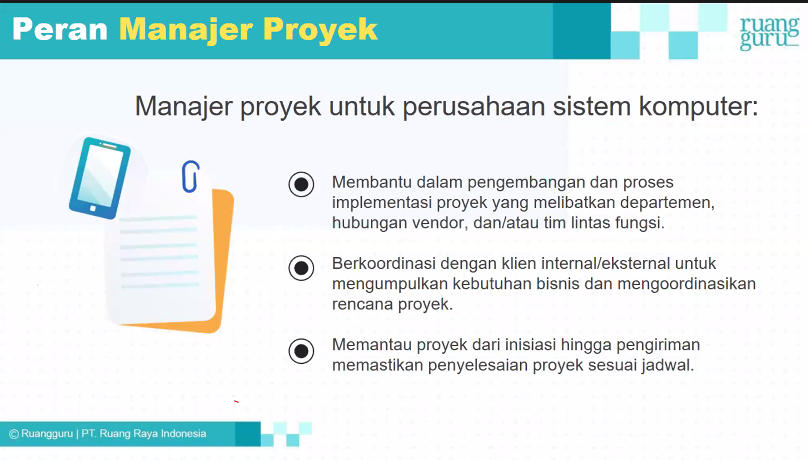 Peran Manajer Proyek
ruang
guru
Manajer proyek untuk perusahaan sistem komputer:
Membantu dalam pengembangan dan proses
implementasi proyek yang melibatkan departemen,
hubungan vendor, dan/atau tim lintas fungsi.
Berkoordinasi dengan klien internal/eksternal untuk
mengumpulkan kebutuhan bisnis dan mengoordinasikan
rencana proyek.
Memantau proyek dari inisiasi hingga pengiriman
memastikan penyelesaian proyek sesuai jadwal.
© Ruangguru | PT. Ruang Raya Indonesia